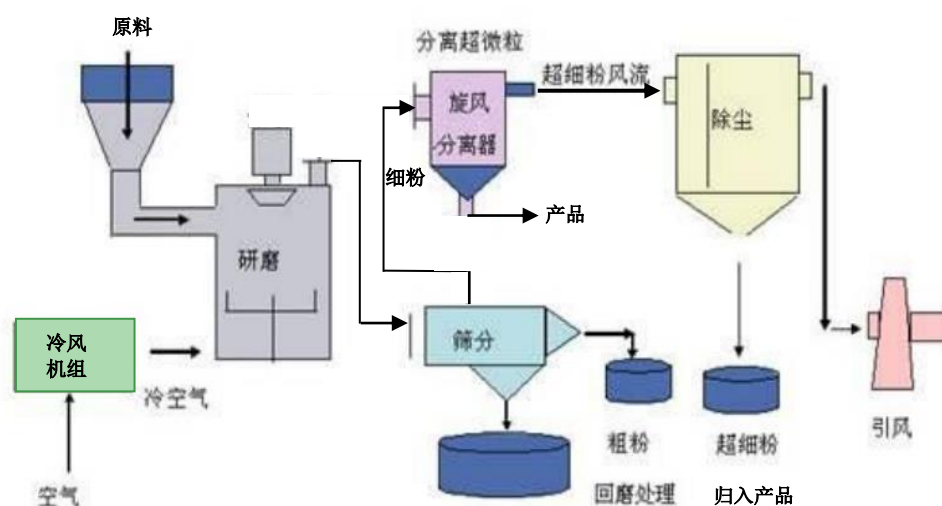 原料
分离超微粒
超细粉风流
旋风
分离器
除尘
细粉
产品
研磨
冷风
机组
冷空气
筛分
空气
粗粉
超细粉
引风
回磨处理
归入产品